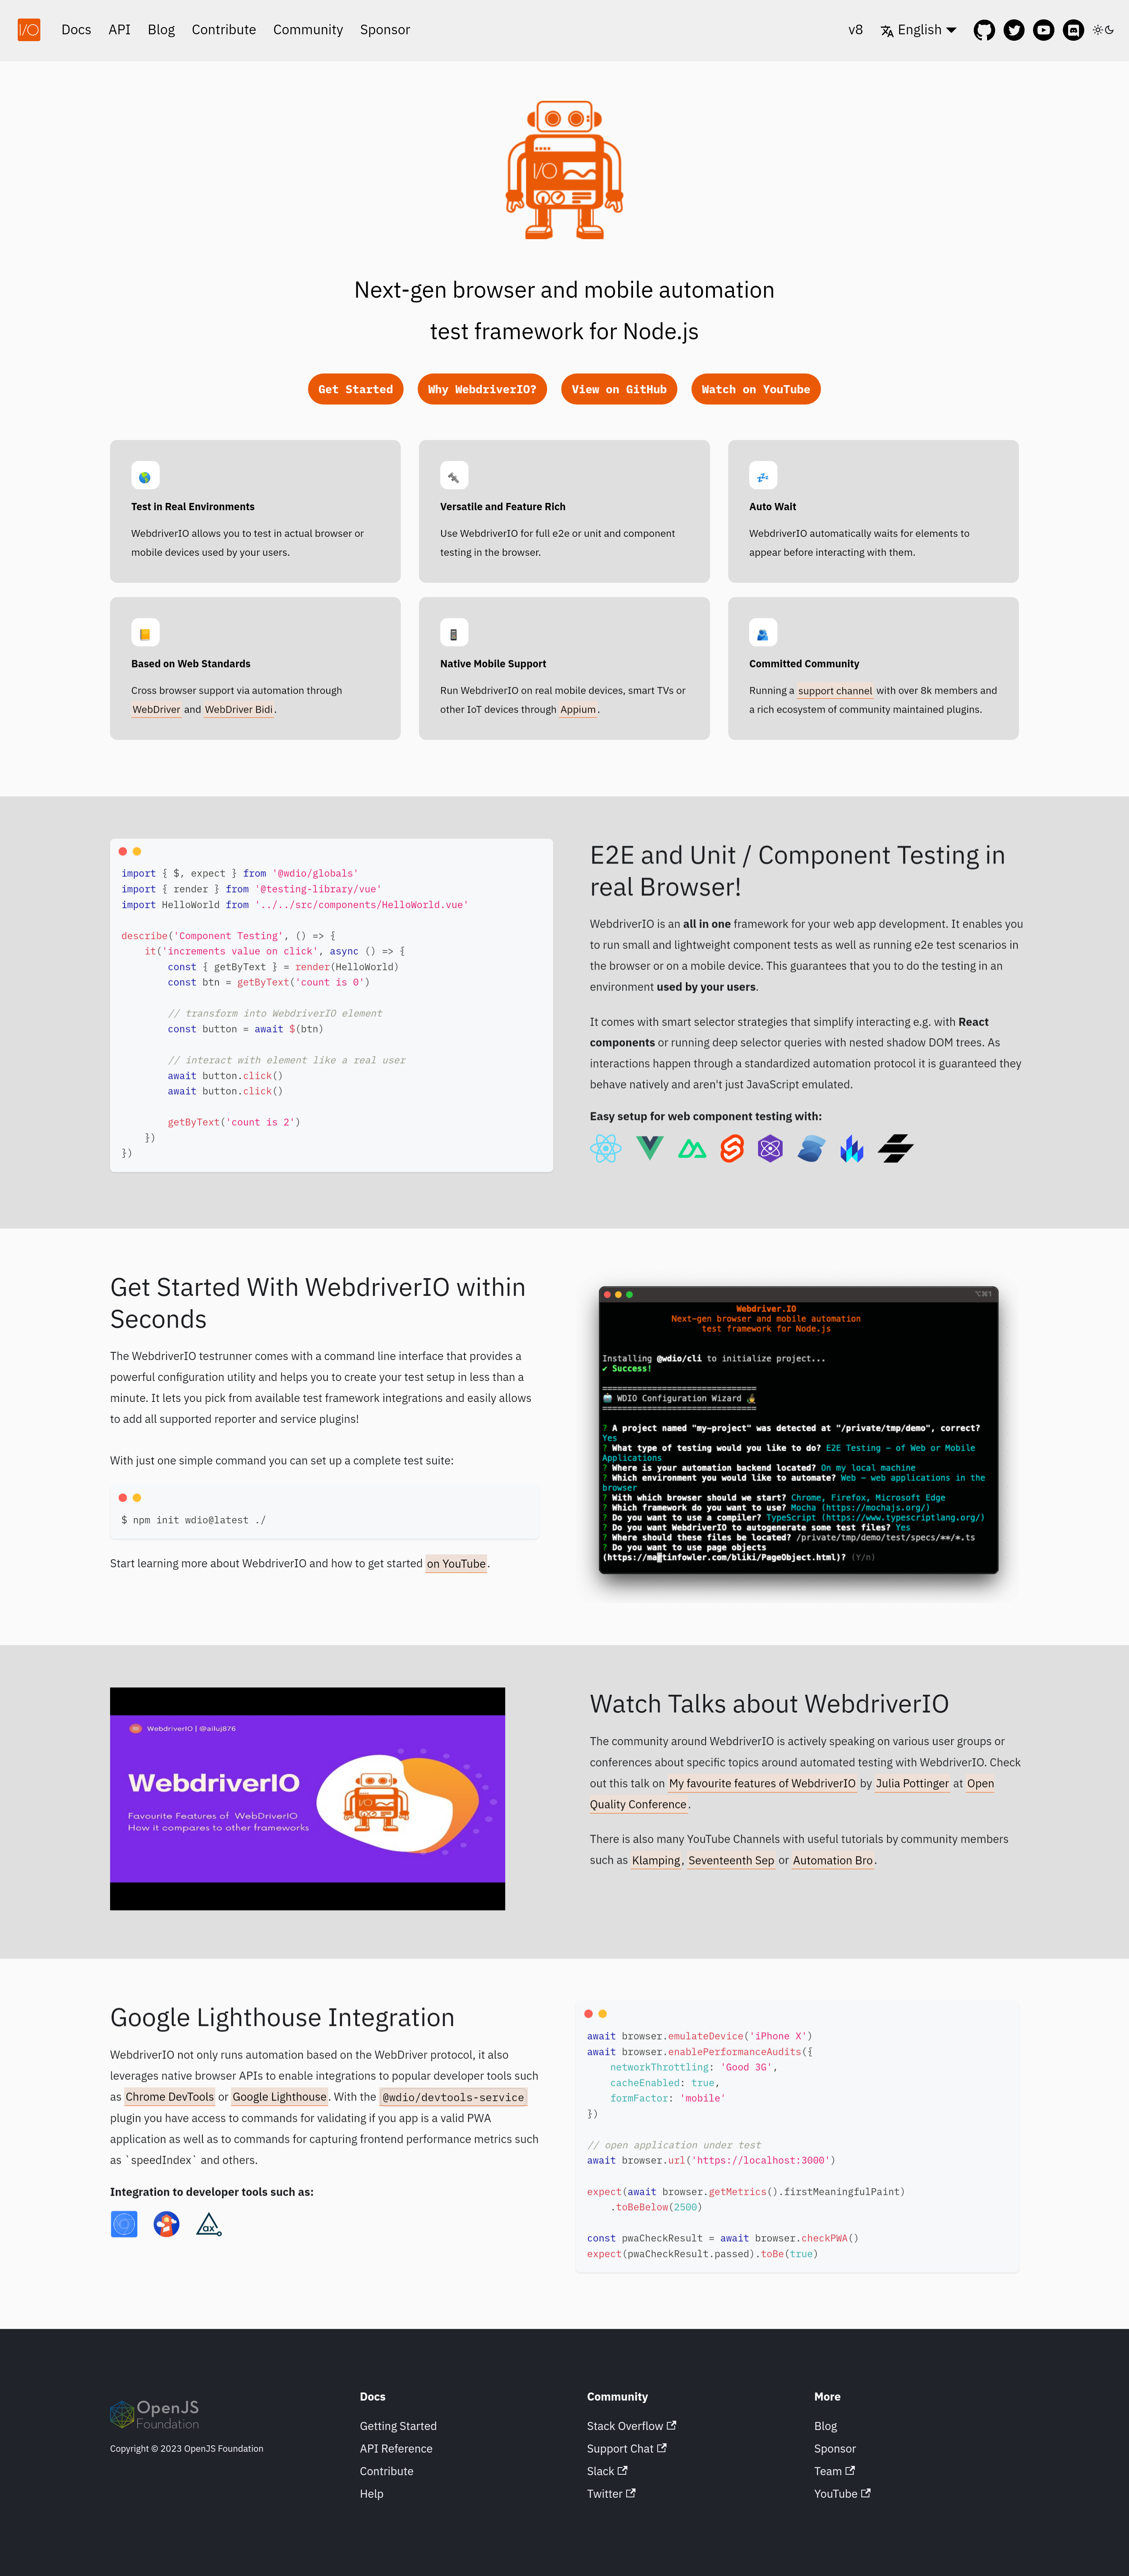 I/O Docs API Blog Contribute Community Sponsor v8 English
I/O
Next-gen browser and mobile automation
test framework for Node.js
Get Started Why WebdriverIO? View on GitHub Watch on YouTube
Test in Real Environments
WebdriverIO allows you to test in actual browser or
mobile devices used by your users.
Versatile and Feature Rich
Use WebdriverIO for full e2e or unit and component
testing in the browser.
Auto Wait
WebdriverIO automatically waits for elements to
appear before interacting with them.
Based on Web Standards
Cross browser support via automation through
WebDriver and WebDriver Bidi.
Native Mobile Support
Run WebdriverIO on real mobile devices, smart TVs or
other IoT devices through Appium.
Committed Community
Running a support channel with over 8k members and
a rich ecosystem of community maintained plugins.
import { $, expect } from '@wdio/globals'
import { render } from '@testing-library/vue'
import HelloWorld from '../../src/components/HelloWorld.vue'
describe('Component Testing', () => {
it('increments value on click', async () => {
const { getByText } = render(HelloWorld)
const btn = getByText('count is 0')
// transform into WebdriverIO element
const button = await $(btn)
// interact with element like a real user
await button.click()
await button.click()
getByText('count is 2')
})
})
E2E and Unit / Component Testing in
real Browser!
WebdriverIO is an all in one framework for your web app development. It enables you
to run small and lightweight component tests as well as running e2e test scenarios in
the browser or on a mobile device. This guarantees that you to do the testing in an
environment used by your users.
It comes with smart selector strategies that simplify interacting e.g. with React
components or running deep selector queries with nested shadow DOM trees. As
interactions happen through a standardized automation protocol it is guaranteed they
behave natively and aren't just JavaScript emulated.
Easy setup for web component testing with:
Get Started With WebdriverIO within
Seconds
The WebdriverIO testrunner comes with a command line interface that provides a
powerful configuration utility and helps you to create your test setup in less than a
minute. It lets you pick from available test framework integrations and easily allows
to add all supported reporter and service plugins!
With just one simple command you can set up a complete test suite:
$ npm init wdio@latest ./
Start learning more about WebdriverIO and how to get started on YouTube.
Webdriver.IO
Next-gen browser and mobile automation
test framework for Node.js
Installing @wdio/cli to initialize project...
✔ Success!
===============================
🤖 WDIO Configuration Wizard 🧙
===============================
? A project named "my-project" was detected at "/private/tmp/demo", correct?
Yes
? What type of testing would you like to do? E2E Testing - of Web or Mobile
Applications
? Where is your automation backend located? On my local machine
? Which environment you would like to automate? Web - web applications in the
browser
? With which browser should we start? Chrome, Firefox, Microsoft Edge
? Which framework do you want to use? Mocha (https://mochajs.org/)
? Do you want to use a compiler? TypeScript (https://www.typescriptlang.org/)
? Do you want WebdriverIO to autogenerate some test files? Yes
? Where should these files be located? /private/tmp/demo/test/specs/**/*.ts
? Do you want to use page objects
(https://martinfowler.com/bliki/PageObject.html)? (Y/n)
WebdriverIO | @ailuj876
WebdriverIO
Favourite Features of WebDriverIO
How it compares to other frameworks
Watch Talks about WebdriverIO
The community around WebdriverIO is actively speaking on various user groups or
conferences about specific topics around automated testing with WebdriverIO. Check
out this talk on My favourite features of WebdriverIO by Julia Pottinger at Open
Quality Conference.
There is also many YouTube Channels with useful tutorials by community members
such as Klamping, Seventeenth Sep or Automation Bro.
Google Lighthouse Integration
WebdriverIO not only runs automation based on the WebDriver protocol, it also
leverages native browser APIs to enable integrations to popular developer tools such
as Chrome DevTools or Google Lighthouse. With the @wdio/devtools-service
plugin you have access to commands for validating if you app is a valid PWA
application as well as to commands for capturing frontend performance metrics such
as `speedIndex` and others.
Integration to developer tools such as:
ax
await browser.emulateDevice('iPhone X')
await browser.enablePerformanceAudits({
networkThrottling: 'Good 3G',
cacheEnabled: true,
formFactor: 'mobile'
})
// open application under test
await browser.url('https://localhost:3000')
expect(await browser.getMetrics().firstMeaningfulPaint)
.toBeBelow(2500)
const pwaCheckResult = await browser.checkPWA()
expect(pwaCheckResult.passed).toBe(true)
OpenJS
Foundation
Copyright © 2023 OpenJS Foundation
Docs
Getting Started
API Reference
Contribute
Help
Community
Stack Overflow
Support Chat
Slack
Twitter
More
Blog
Sponsor
Team
YouTube